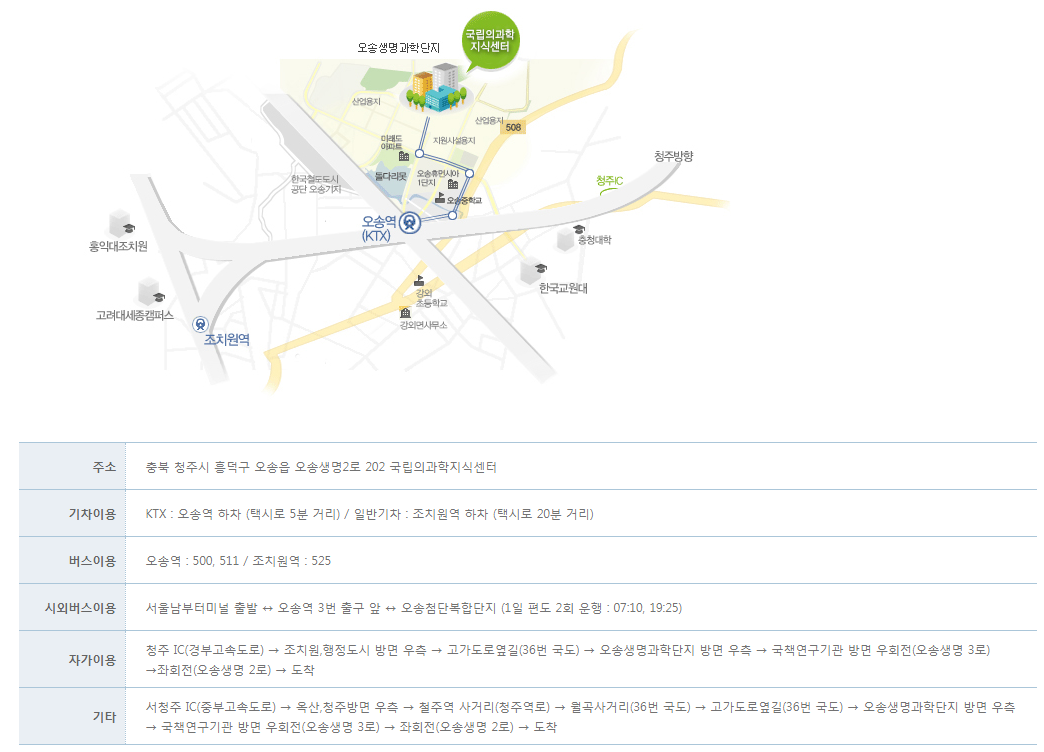 국립의과학
지식센터
오송생명과학단지
산업용지
산업용지
508
미래도
아파트
지원시설용지
청주방향
돌다리못
오송휴먼시아
1단지
한국철도도시
공단 오송기지
청주IC
오송중학교
오송역
(KTX)
홍익대조치원
충청대학
한국교원대
강외
초등학교
고려대세종캠퍼스
강외면사무소
조치원역
주소
충북 청주시 흥덕구 오송읍 오송생명2로 202 국립의과학지식센터
기차이용
KTX : 오송역 하차 (택시로 5분 거리) / 일반기차 : 조치원역 하차 (택시로 20분 거리)
버스이용
오송역 : 500, 511 / 조치원역 : 525
시외버스이용
서울남부터미널 출발 ↔ 오송역 3번 출구 앞 ↔ 오송첨단복합단지 (1일 편도 2회 운행 : 07:10, 19:25)
자가이용
청주 IC(경부고속도로) → 조치원,행정도시 방면 우측 → 고가도로옆길(36번 국도) → 오송생명과학단지 방면 우측 → 국책연구기관 방면 우회전(오송생명 3로)
→좌회전(오송생명 2로) → 도착
기타
서청주 IC(중부고속도로) → 옥산,청주방면 우측 → 철주역 사거리(청주역로) → 월곡사거리(36번 국도) → 고가도로옆길(36번 국도) → 오송생명과학단지 방면 우측
→ 국책연구기관 방면 우회전(오송생명 3로) → 좌회전(오송생명 2로) → 도착